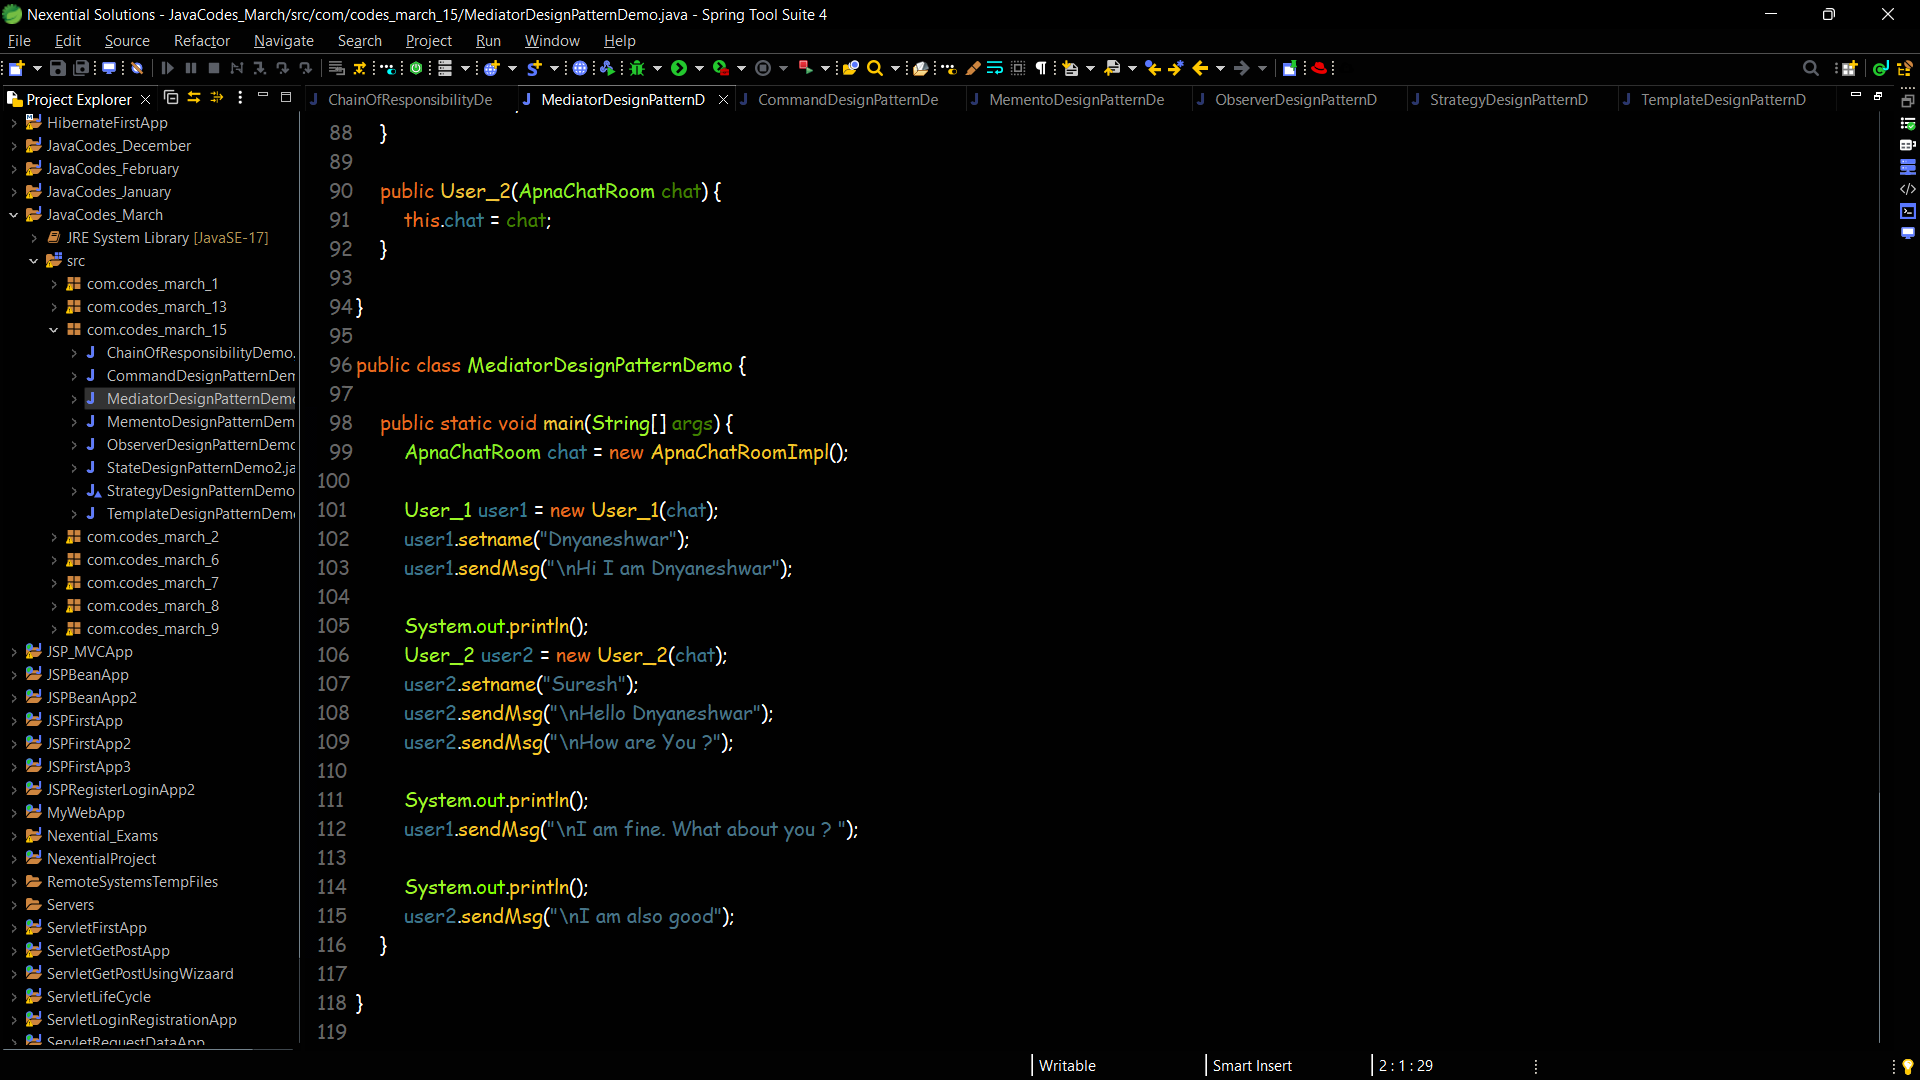 Nexential Solutions - JavaCodes_March/src/com/codes_march_15/MediatorDesignPatternDemo.java - Spring Tool Suite 4
File Edit Source Refactor Navigate Search Project Run Window Help
Project Explorer
ChainOfResponsibilityDe MediatorDesignPatternD CommandDesignPatternDe MementoDesignPatternDe ObserverDesignPatternD StrategyDesignPatternD TemplateDesignPatternD
HibernateFirstApp
JavaCodes_December
JavaCodes_February
JavaCodes_January
JavaCodes_March
JRE System Library [JavaSE-17]
src
com.codes_march_1
com.codes_march_13
com.codes_march_15
ChainOfResponsibilityDemo.
CommandDesignPatternDem
MediatorDesignPatternDemo
MementoDesignPatternDem
ObserverDesignPatternDemo
StateDesignPatternDemo2.ja
StrategyDesignPatternDemo
TemplateDesignPatternDemo
com.codes_march_2
com.codes_march_6
com.codes_march_7
com.codes_march_8
com.codes_march_9
JSP_MVCApp
JSPBeanApp
JSPBeanApp2
JSPFirstApp
JSPFirstApp2
JSPFirstApp3
JSPRegisterLoginApp2
MyWebApp
Nexential_Exams
NexentialProject
RemoteSystemsTempFiles
Servers
ServletFirstApp
ServletGetPostApp
ServletGetPostUsingWizaard
ServletLifeCycle
ServletLoginRegistrationApp
ServletRequestDataApp
88 }
89
90 public User_2(ApnaChatRoom chat) {
91 this.chat = chat;
92 }
93
94 }
95
96 public class MediatorDesignPatternDemo {
97
98 public static void main(String[] args) {
99 ApnaChatRoom chat = new ApnaChatRoomImpl();
100
101 User_1 user1 = new User_1(chat);
102 user1.setname("Dnyaneshwar");
103 user1.sendMsg("\nHi I am Dnyaneshwar");
104
105 System.out.println();
106 User_2 user2 = new User_2(chat);
107 user2.setname("Suresh");
108 user2.sendMsg("\nHello Dnyaneshwar");
109 user2.sendMsg("\nHow are You ?");
110
111 System.out.println();
112 user1.sendMsg("\nI am fine. What about you ? ");
113
114 System.out.println();
115 user2.sendMsg("\nI am also good");
116 }
117
118 }
119
Writable Smart Insert 2 : 1 : 29